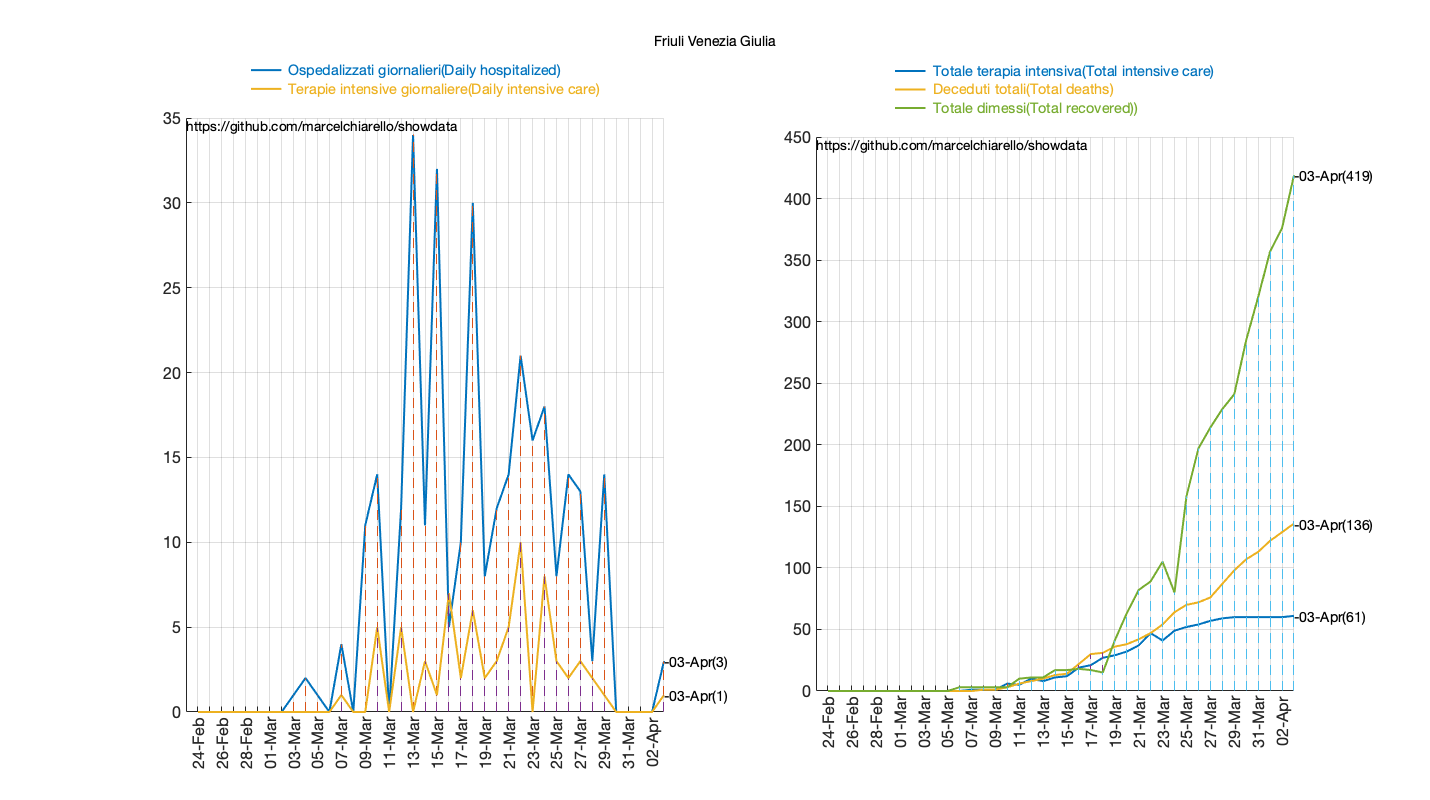 Friuli Venezia Giulia
Ospedalizzati giornalieri(Daily hospitalized)
Terapie intensive giornaliere(Daily intensive care)
35
30
25
20
15
10
5
0
https://github.com/marcelchiarello/showdata
03-Apr(3)
03-Apr(1)
24-Feb
26-Feb
28-Feb
01-Mar
03-Mar
05-Mar
07-Mar
09-Mar
11-Mar
13-Mar
15-Mar
17-Mar
19-Mar
21-Mar
23-Mar
25-Mar
27-Mar
29-Mar
31-Mar
02-Apr
Totale terapia intensiva(Total intensive care)
Deceduti totali(Total deaths)
Totale dimessi(Total recovered))
450
400
350
300
250
200
150
100
50
0
https://github.com/marcelchiarello/showdata
03-Apr(419)
03-Apr(136)
03-Apr(61)
24-Feb
26-Feb
28-Feb
01-Mar
03-Mar
05-Mar
07-Mar
09-Mar
11-Mar
13-Mar
15-Mar
17-Mar
19-Mar
21-Mar
23-Mar
25-Mar
27-Mar
29-Mar
31-Mar
02-Apr